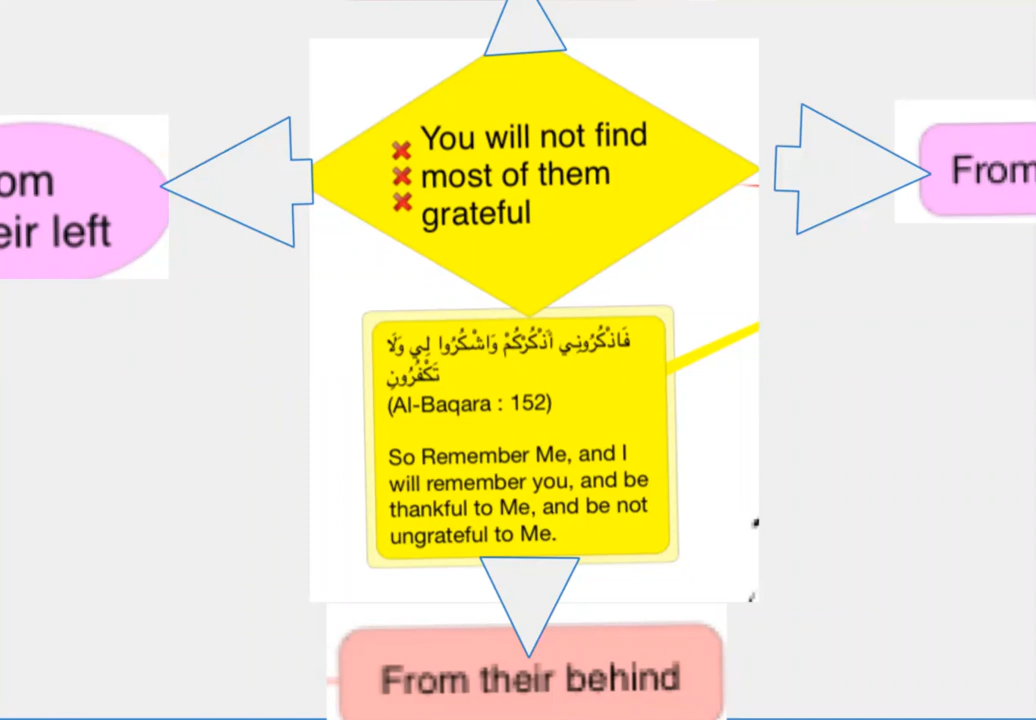 You will not find
most of them
grateful
om
eir left
From
فَاذْكُرُونِي أَذْكُرْكُمْ وَاشْكُرُوا لِي وَلَا
تَكْفُرُونِ
(Al-Baqara : 152)
So Remember Me, and I
will remember you, and be
thankful to Me, and be not
ungrateful to Me.
From their behind